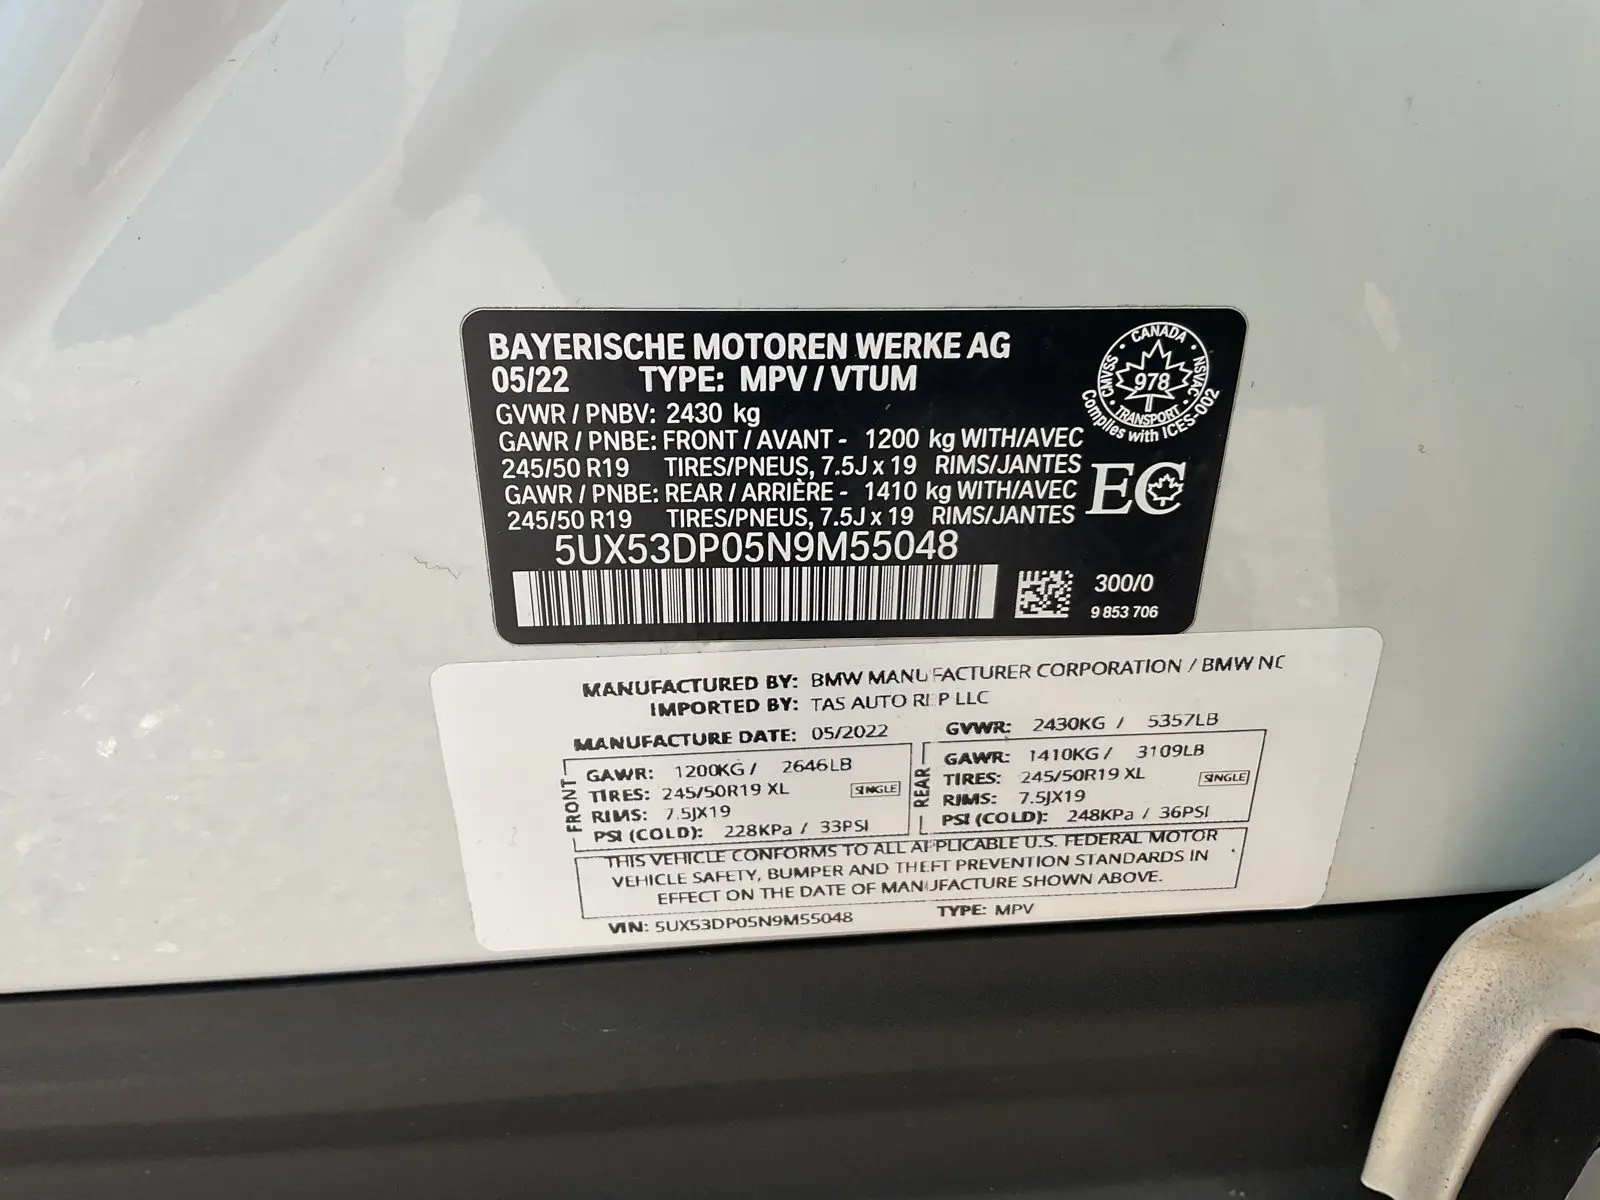 BAYERISCHE MOTOREN WERKE AG
05/22 TYPE: MPV / VTUM
GVWR / PNBV: 2430 kg
GAWR / PNBE: FRONT / AVANT - 1200 kg WITH/AVEC
245/50 R19 TIRES/PNEUS, 7.5J x 19 RIMS/JANTES
GAWR / PNBE: REAR / ARRIÈRE - 1410 kg WITH/AVEC
245/50 R19 TIRES/PNEUS, 7.5J x 19 RIMS/JANTES
5UX53DP05N9M55048
CANADA
CMVSS 978 NSVAC
TRANSPORT
Complies with ICES-002
EC
300/0
9 853 706
MANUFACTURED BY: BMW MANUFACTURER CORPORATION / BMW NC
IMPORTED BY: TAS AUTO REP LLC
MANUFACTURE DATE: 05/2022 GVWR: 2430KG / 5357LB
FRONT
GAWR: 1200KG / 2646LB
TIRES: 245/50R19 XL SINGLE
RIMS: 7.5JX19
PSI (COLD): 228KPa / 33PSI
REAR
GAWR: 1410KG / 3109LB
TIRES: 245/50R19 XL SINGLE
RIMS: 7.5JX19
PSI (COLD): 248KPa / 36PSI
THIS VEHICLE CONFORMS TO ALL APPLICABLE U.S. FEDERAL MOTOR
VEHICLE SAFETY, BUMPER AND THEFT PREVENTION STANDARDS IN
EFFECT ON THE DATE OF MANUFACTURE SHOWN ABOVE.
VIN: 5UX53DP05N9M55048 TYPE: MPV